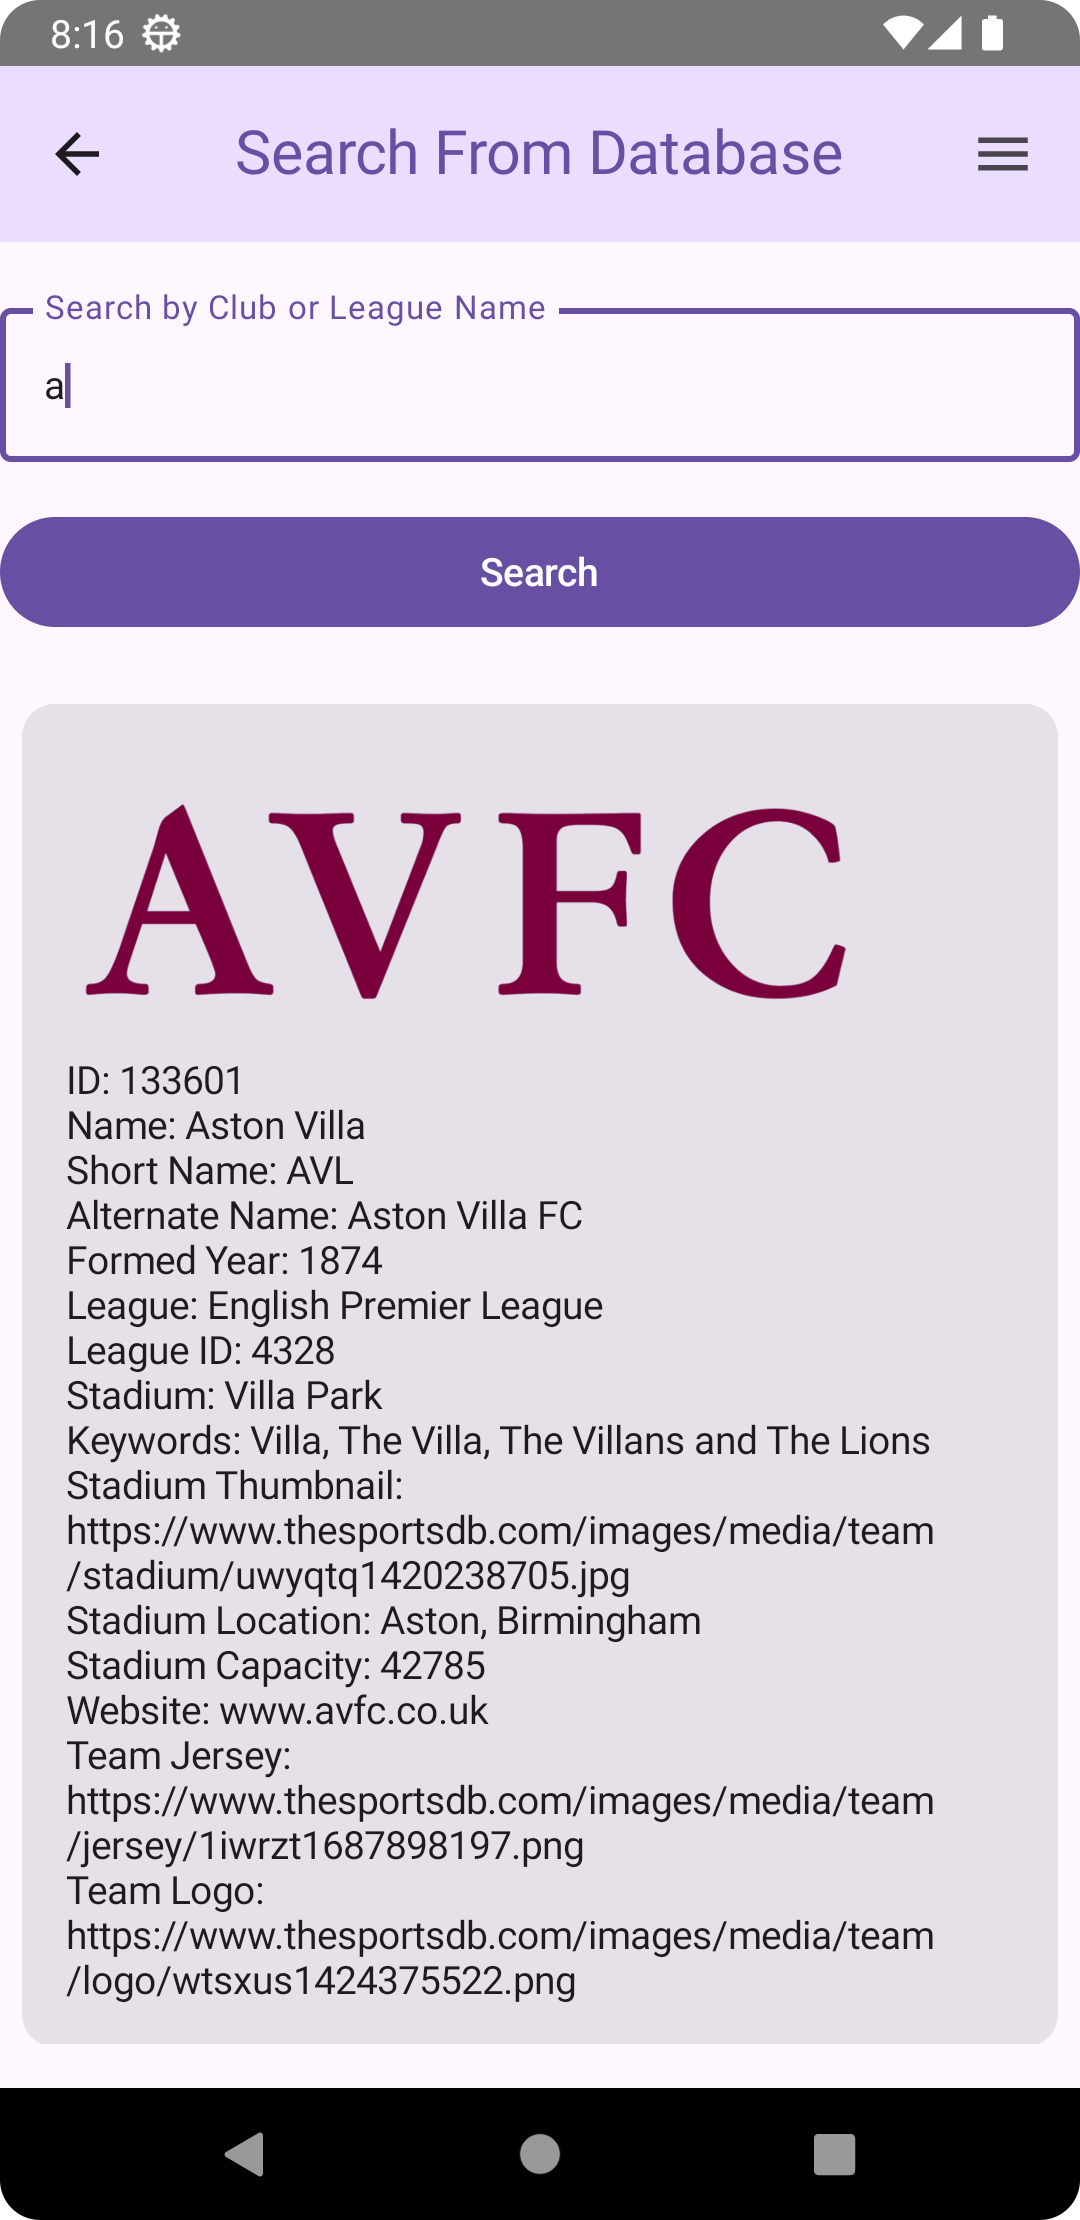 8:16
Search From Database
Search by Club or League Name
a
Search
AVFC
ID: 133601
Name: Aston Villa
Short Name: AVL
Alternate Name: Aston Villa FC
Formed Year: 1874
League: English Premier League
League ID: 4328
Stadium: Villa Park
Keywords: Villa, The Villa, The Villans and The Lions
Stadium Thumbnail:
https://www.thesportsdb.com/images/media/team
/stadium/uwyqtq1420238705.jpg
Stadium Location: Aston, Birmingham
Stadium Capacity: 42785
Website: www.avfc.co.uk
Team Jersey:
https://www.thesportsdb.com/images/media/team
/jersey/1iwrzt1687898197.png
Team Logo:
https://www.thesportsdb.com/images/media/team
/logo/wtsxus1424375522.png